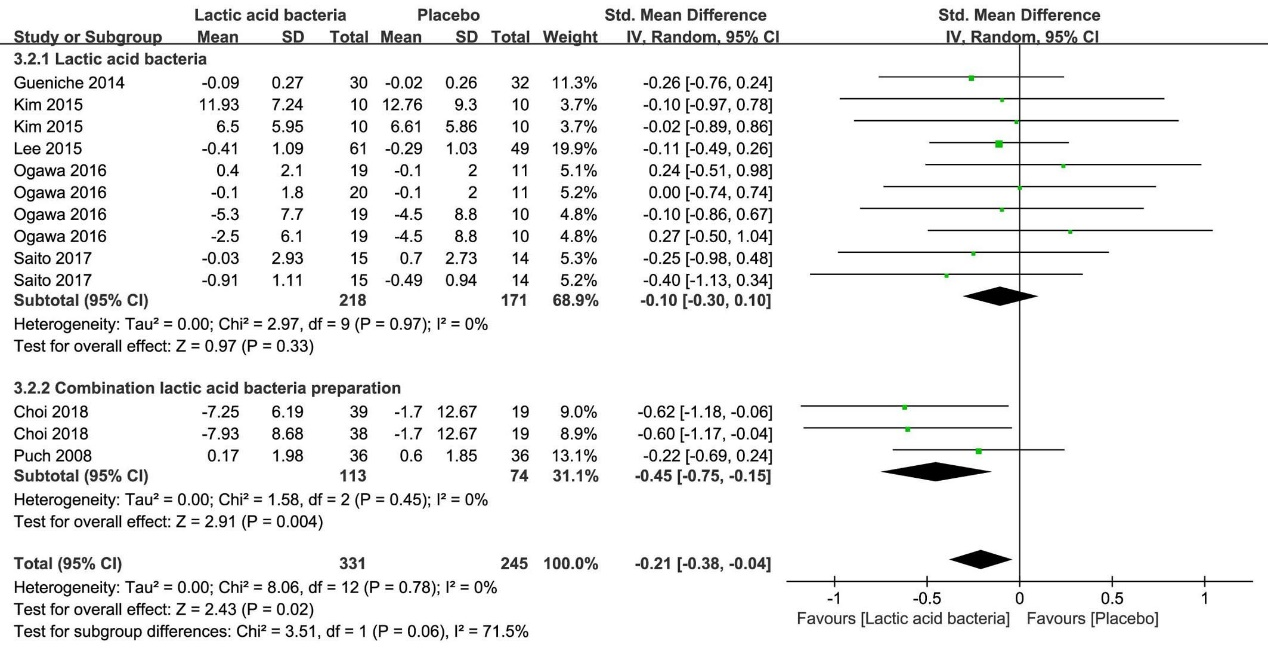 Lactic acid bacteria Placebo Std. Mean Difference Std. Mean Difference
Study or Subgroup Mean SD Total Mean SD Total Weight IV, Random, 95% CI IV, Random, 95% CI
3.2.1 Lactic acid bacteria
Gueniche 2014 -0.09 0.27 30 -0.02 0.26 32 11.3% -0.26 [-0.76, 0.24]
Kim 2015 11.93 7.24 10 12.76 9.3 10 3.7% -0.10 [-0.97, 0.78]
Kim 2015 6.5 5.95 10 6.61 5.86 10 3.7% -0.02 [-0.89, 0.86]
Lee 2015 -0.41 1.09 61 -0.29 1.03 49 19.9% -0.11 [-0.49, 0.26]
Ogawa 2016 0.4 2.1 19 -0.1 2 11 5.1% 0.24 [-0.51, 0.98]
Ogawa 2016 -0.1 1.8 20 -0.1 2 11 5.2% 0.00 [-0.74, 0.74]
Ogawa 2016 -5.3 7.7 19 -4.5 8.8 10 4.8% -0.10 [-0.86, 0.67]
Ogawa 2016 -2.5 6.1 19 -4.5 8.8 10 4.8% 0.27 [-0.50, 1.04]
Saito 2017 -0.03 2.93 15 0.7 2.73 14 5.3% -0.25 [-0.98, 0.48]
Saito 2017 -0.91 1.11 15 -0.49 0.94 14 5.2% -0.40 [-1.13, 0.34]
Subtotal (95% CI) 218 171 68.9% -0.10 [-0.30, 0.10]
Heterogeneity: Tau² = 0.00; Chi² = 2.97, df = 9 (P = 0.97); I² = 0%
Test for overall effect: Z = 0.97 (P = 0.33)
3.2.2 Combination lactic acid bacteria preparation
Choi 2018 -7.25 6.19 39 -1.7 12.67 19 9.0% -0.62 [-1.18, -0.06]
Choi 2018 -7.93 8.68 38 -1.7 12.67 19 8.9% -0.60 [-1.17, -0.04]
Puch 2008 0.17 1.98 36 0.6 1.85 36 13.1% -0.22 [-0.69, 0.24]
Subtotal (95% CI) 113 74 31.1% -0.45 [-0.75, -0.15]
Heterogeneity: Tau² = 0.00; Chi² = 1.58, df = 2 (P = 0.45); I² = 0%
Test for overall effect: Z = 2.91 (P = 0.004)
Total (95% CI) 331 245 100.0% -0.21 [-0.38, -0.04]
Heterogeneity: Tau² = 0.00; Chi² = 8.06, df = 12 (P = 0.78); I² = 0%
Test for overall effect: Z = 2.43 (P = 0.02)
Test for subgroup differences: Chi² = 3.51, df = 1 (P = 0.06), I² = 71.5%
-1 -0.5 0 0.5 1
Favours [Lactic acid bacteria] Favours [Placebo]